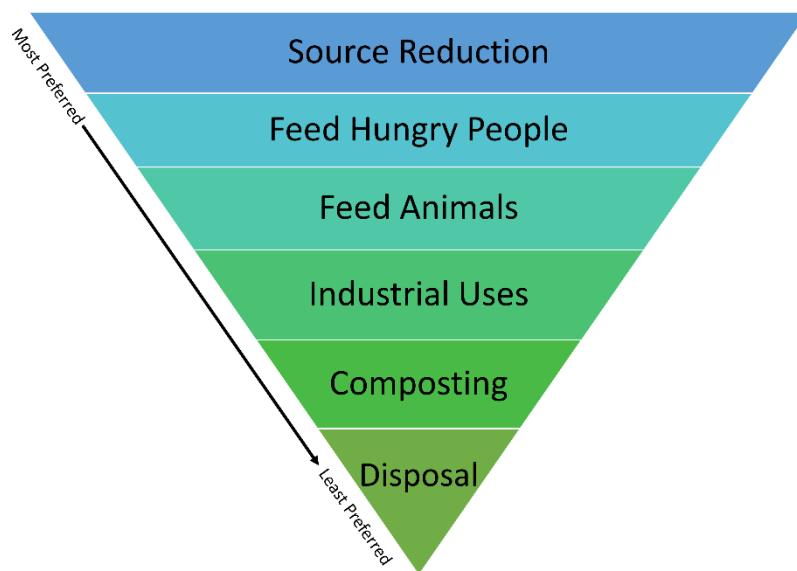 Source Reduction
Most Preferred
Feed Hungry People
Feed Animals
Industrial Uses
Composting
Disposal
Least Preferred